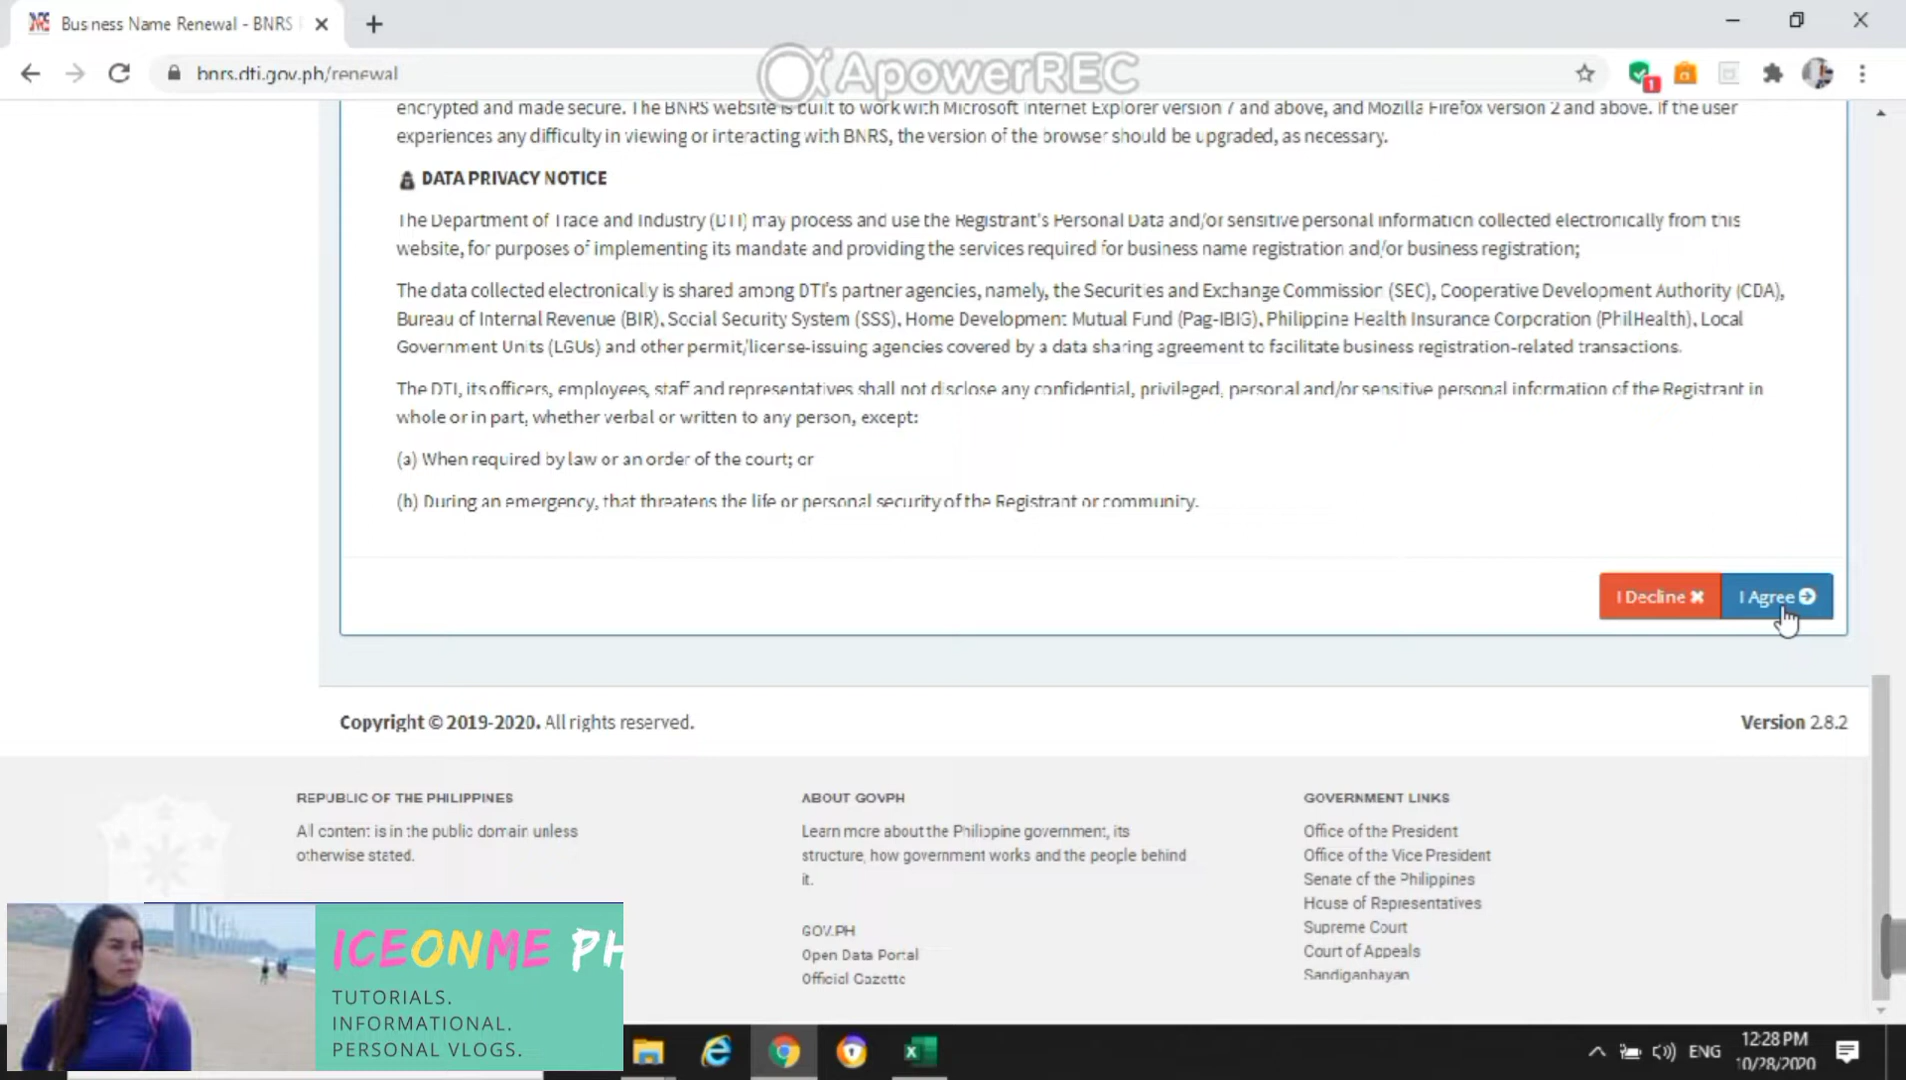 Business Name Renewal - BNRS
bnrs.dti.gov.ph/renewal
ApowerREC
1
encrypted and made secure. The BNRS website is built to work with Microsoft Internet Explorer version 7 and above, and Mozilla Firefox version 2 and above. If the user
experiences any difficulty in viewing or interacting with BNRS, the version of the browser should be upgraded, as necessary.
DATA PRIVACY NOTICE
The Department of Trade and Industry (DTI) may process and use the Registrant's Personal Data and/or sensitive personal information collected electronically from this
website, for purposes of implementing its mandate and providing the services required for business name registration and/or business registration;
The data collected electronically is shared among DTI's partner agencies, namely, the Securities and Exchange Commission (SEC), Cooperative Development Authority (CDA),
Bureau of Internal Revenue (BIR), Social Security System (SSS), Home Development Mutual Fund (Pag-IBIG), Philippine Health Insurance Corporation (PhilHealth), Local
Government Units (LGUs) and other permit/license-issuing agencies covered by a data sharing agreement to facilitate business registration-related transactions.
The DTI, its officers, employees, staff and representatives shall not disclose any confidential, privileged, personal and/or sensitive personal information of the Registrant in
whole or in part, whether verbal or written to any person, except:
(a) When required by law or an order of the court; or
(b) During an emergency, that threatens the life or personal security of the Registrant or community.
I Decline
I Agree
Copyright © 2019-2020. All rights reserved.
Version 2.8.2
REPUBLIC OF THE PHILIPPINES
All content is in the public domain unless
otherwise stated.
ABOUT GOVPH
Learn more about the Philippine government, its
structure, how government works and the people behind
it.
GOV.PH
Open Data Portal
Official Gazette
GOVERNMENT LINKS
Office of the President
Office of the Vice President
Senate of the Philippines
House of Representatives
Supreme Court
Court of Appeals
Sandiganbayan
ICEONME PH
TUTORIALS.
INFORMATIONAL.
PERSONAL VLOGS.
ENG
12:28 PM
10/28/2020